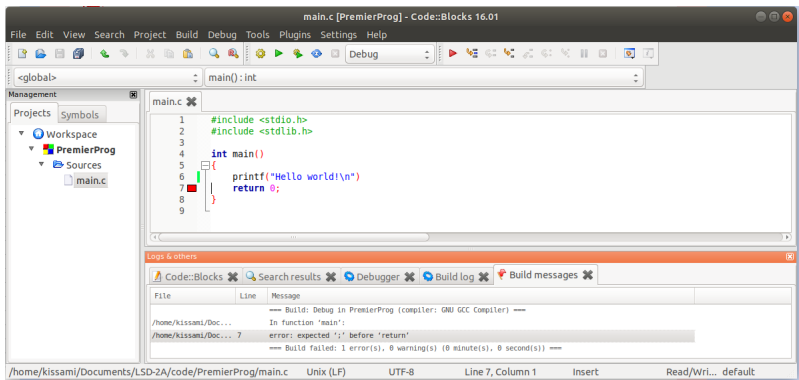 main.c [PremierProg] - Code::Blocks 16.01
File Edit View Search Project Build Debug Tools Plugins Settings Help
Debug
<global>
main() : int
Management
Projects Symbols
Workspace
PremierProg
Sources
main.c
main.c
1 #include <stdio.h>
2 #include <stdlib.h>
3
4 int main()
5 {
6 printf("Hello world!\n")
7 return 0;
8 }
9
Logs & others
Code::Blocks Search results Debugger Build log Build messages
File Line Message
=== Build: Debug in PremierProg (compiler: GNU GCC Compiler) ===
/home/kissami/Doc... In function 'main':
/home/kissami/Doc... 7 error: expected ';' before 'return'
=== Build failed: 1 error(s), 0 warning(s) (0 minute(s), 0 second(s)) ===
/home/kissami/Documents/LSD-2A/code/PremierProg/main.c Unix (LF) UTF-8 Line 7, Column 1 Insert Read/Wri... default